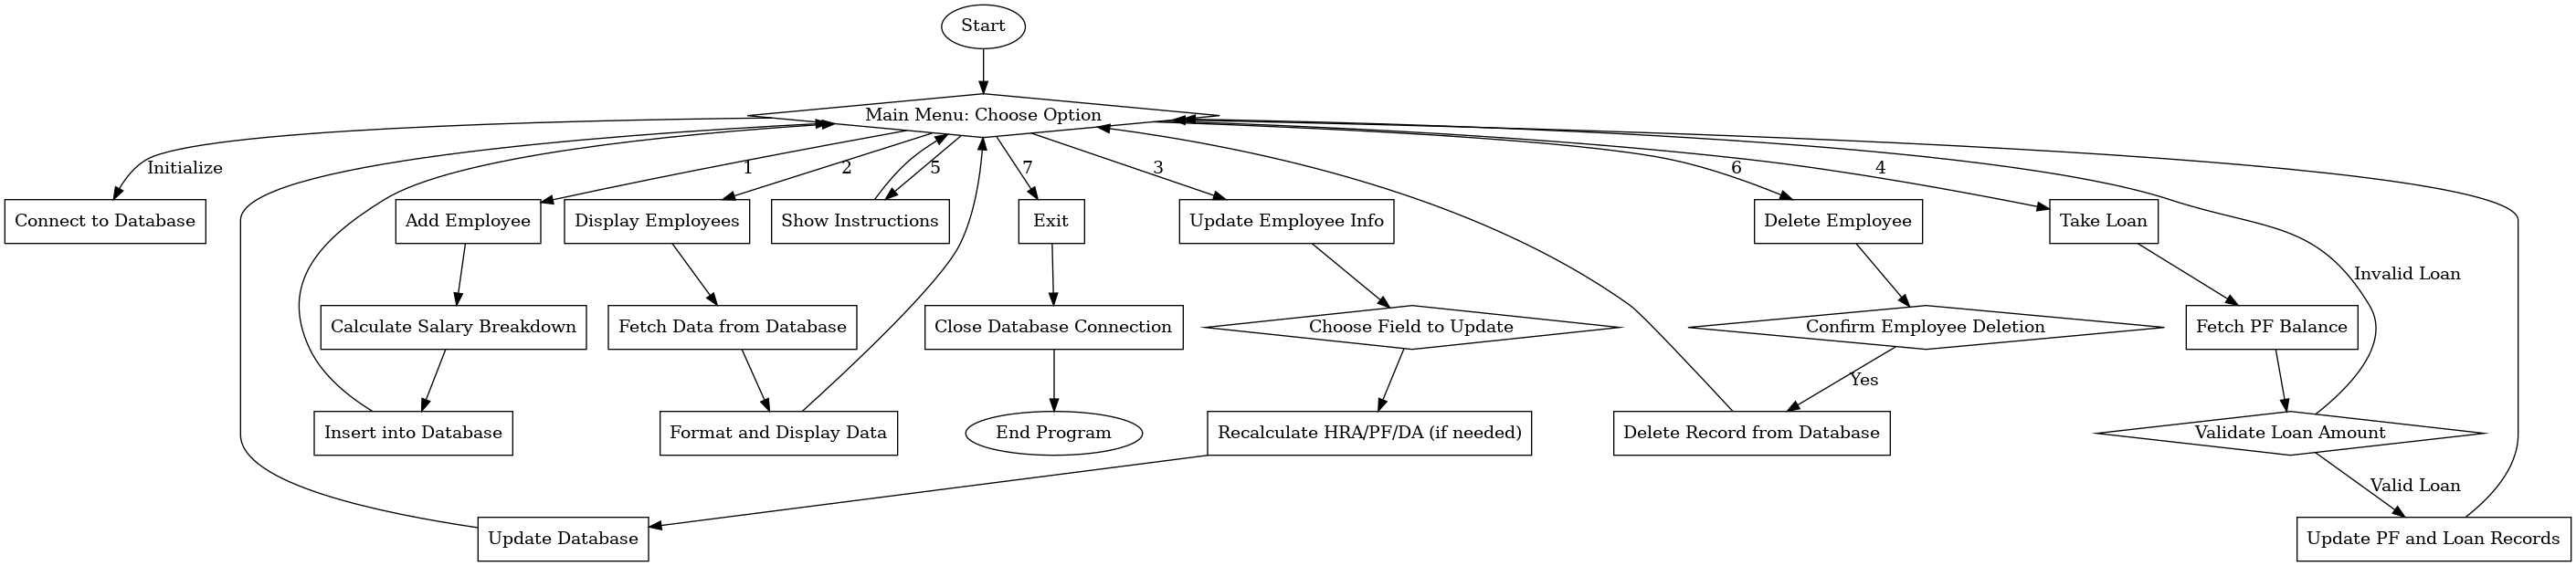 Start
Main Menu: Choose Option
Initialize
1
2
5
7
3
6
4
Connect to Database
Add Employee
Display Employees
Show Instructions
Exit
Update Employee Info
Delete Employee
Take Loan
Invalid Loan
Calculate Salary Breakdown
Fetch Data from Database
Close Database Connection
Choose Field to Update
Confirm Employee Deletion
Fetch PF Balance
Yes
Insert into Database
Format and Display Data
End Program
Recalculate HRA/PF/DA (if needed)
Delete Record from Database
Validate Loan Amount
Valid Loan
Update Database
Update PF and Loan Records